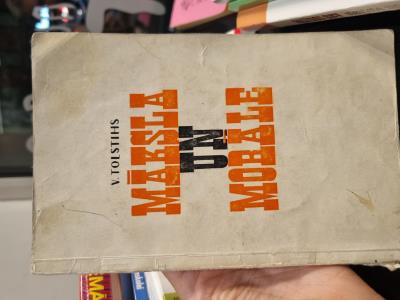 V. TOLSTIHS
MĀKSLA
UN
MORĀLE